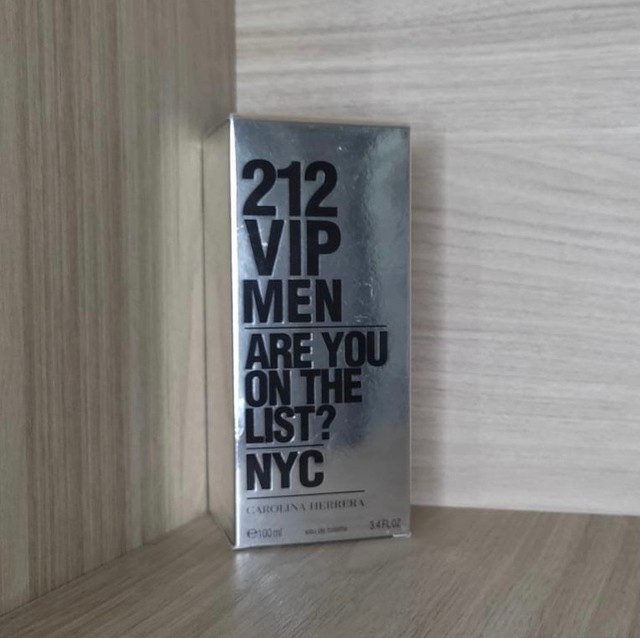 212
VIP
MEN
ARE YOU
ON THE
LIST?
NYC
CAROLINA HERRERA
℮100 ml eau de toilette 3.4 FL OZ